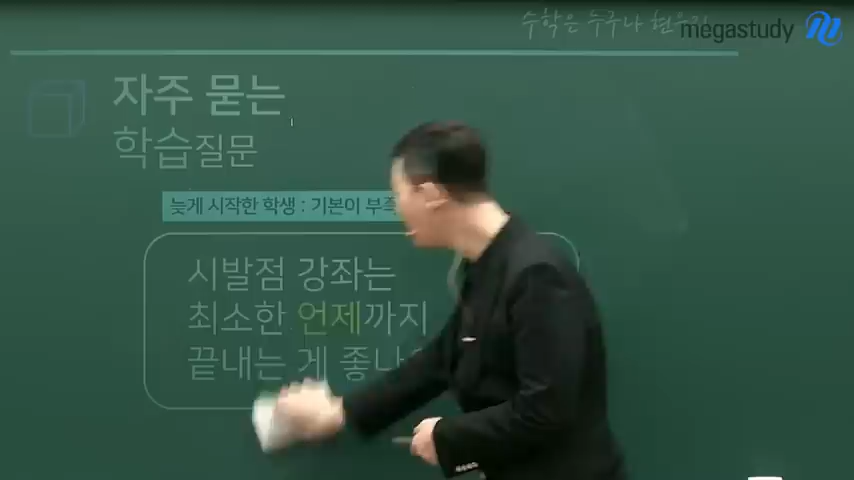 수학은 누구나 현우진
megastudy
자주 묻는
학습질문
늦게 시작한 학생 : 기본이 부족
시발점 강좌는
최소한 언제까지
끝내는 게 좋나